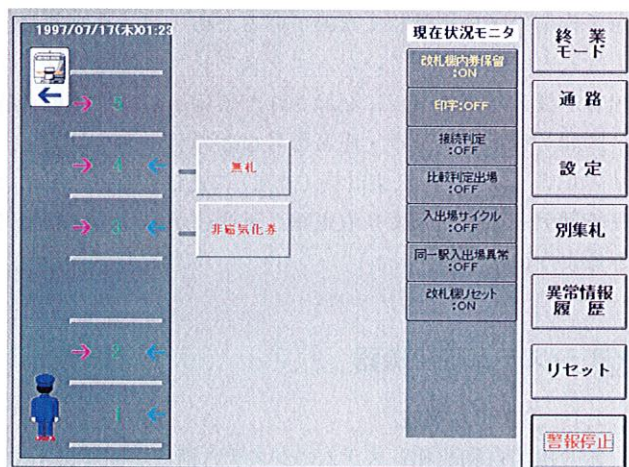 1997/07/17(木)01:23
5
4
3
2
1
無札
非磁気化券
現在状況モニタ
改札機内券保留
:ON
印字:OFF
接続判定
:OFF
比較判定出場
:OFF
入出場サイクル
:OFF
同一駅入出場異常
:OFF
改札機リセット
:ON
終業
モード
通路
設定
別集札
異常情報
履歴
リセット
警報停止